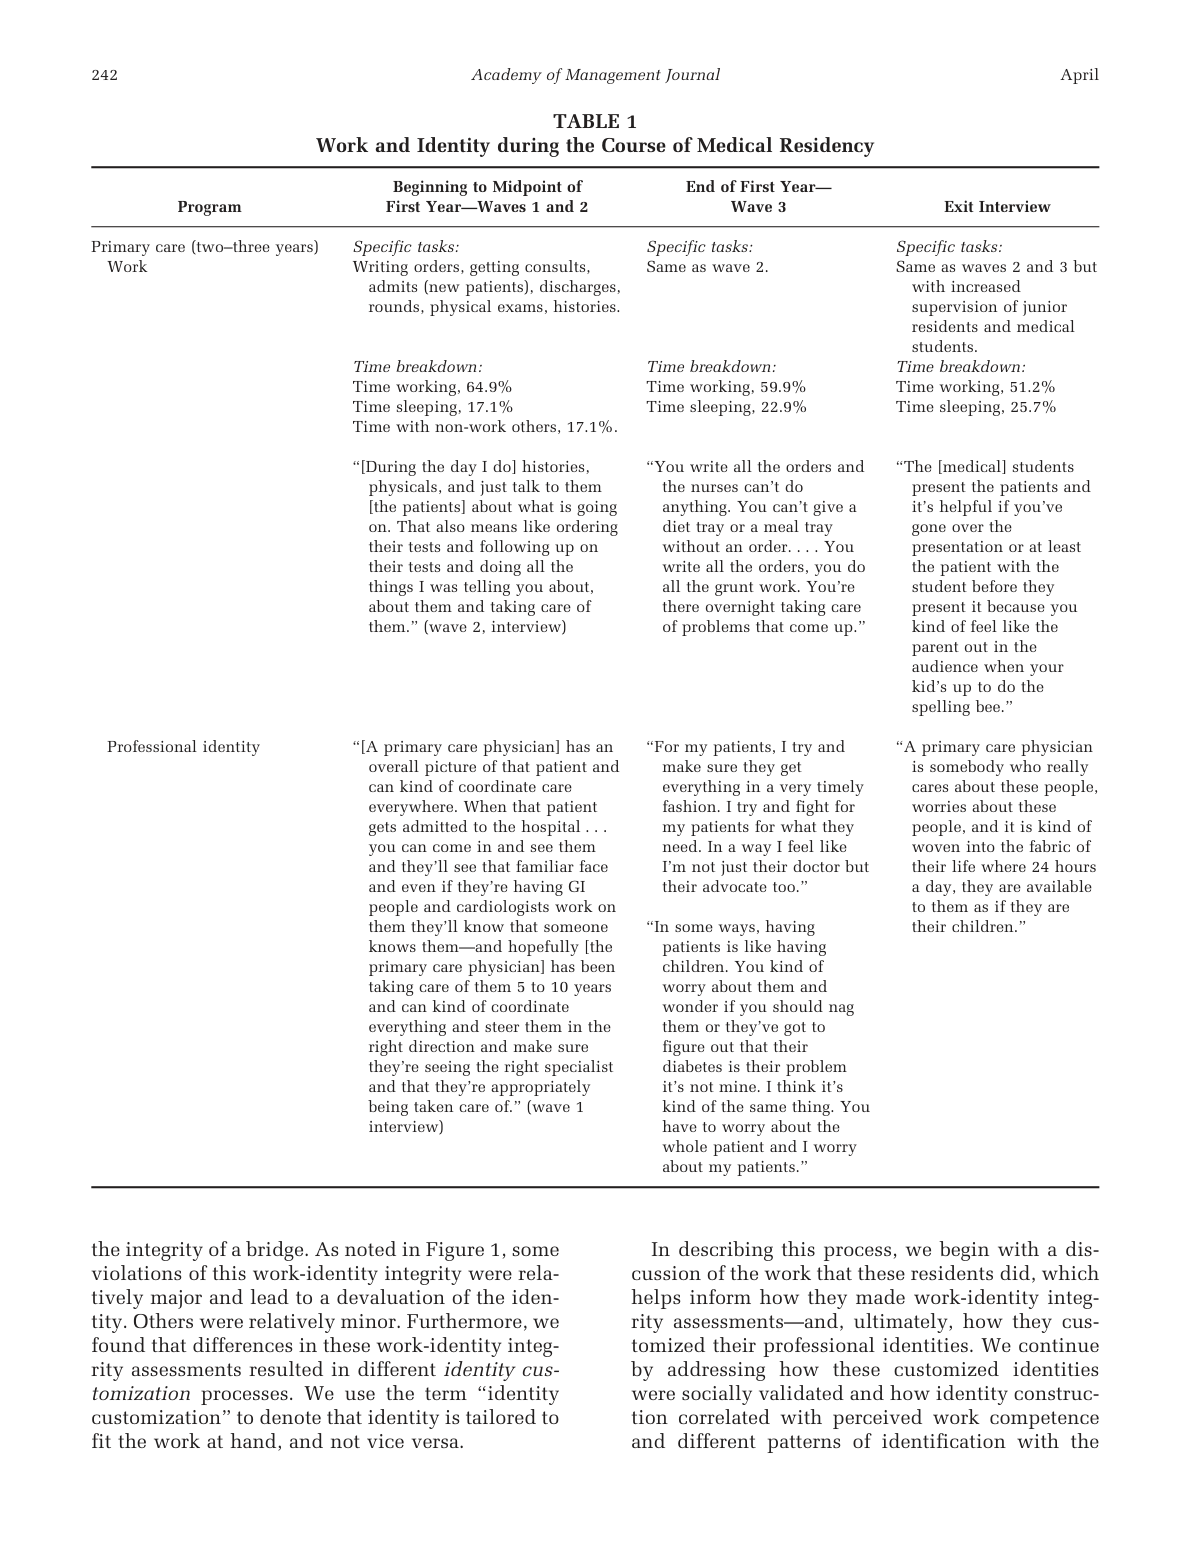 242
Academy of Management Journal
April
TABLE 1
Work and Identity during the Course of Medical Residency
Program
Beginning to Midpoint of
First Year—Waves 1 and 2
End of First Year—
Wave 3
Exit Interview
Primary care (two–three years)
Work
Specific tasks:
Writing orders, getting consults,
admits (new patients), discharges,
rounds, physical exams, histories.
Specific tasks:
Same as wave 2.
Specific tasks:
Same as waves 2 and 3 but
with increased
supervision of junior
residents and medical
students.
Time breakdown:
Time working, 64.9%
Time sleeping, 17.1%
Time with non-work others, 17.1%.
Time breakdown:
Time working, 59.9%
Time sleeping, 22.9%
Time breakdown:
Time working, 51.2%
Time sleeping, 25.7%
“[During the day I do] histories,
physicals, and just talk to them
[the patients] about what is going
on. That also means like ordering
their tests and following up on
their tests and doing all the
things I was telling you about,
about them and taking care of
them.” (wave 2, interview)
“You write all the orders and
the nurses can’t do
anything. You can’t give a
diet tray or a meal tray
without an order. . . . You
write all the orders, you do
all the grunt work. You’re
there overnight taking care
of problems that come up.”
“The [medical] students
present the patients and
it’s helpful if you’ve
gone over the
presentation or at least
the patient with the
student before they
present it because you
kind of feel like the
parent out in the
audience when your
kid’s up to do the
spelling bee.”
Professional identity
“[A primary care physician] has an
overall picture of that patient and
can kind of coordinate care
everywhere. When that patient
gets admitted to the hospital . . .
you can come in and see them
and they’ll see that familiar face
and even if they’re having GI
people and cardiologists work on
them they’ll know that someone
knows them—and hopefully [the
primary care physician] has been
taking care of them 5 to 10 years
and can kind of coordinate
everything and steer them in the
right direction and make sure
they’re seeing the right specialist
and that they’re appropriately
being taken care of.” (wave 1
interview)
“For my patients, I try and
make sure they get
everything in a very timely
fashion. I try and fight for
my patients for what they
need. In a way I feel like
I’m not just their doctor but
their advocate too.”
“In some ways, having
patients is like having
children. You kind of
worry about them and
wonder if you should nag
them or they’ve got to
figure out that their
diabetes is their problem
it’s not mine. I think it’s
kind of the same thing. You
have to worry about the
whole patient and I worry
about my patients.”
“A primary care physician
is somebody who really
cares about these people,
worries about these
people, and it is kind of
woven into the fabric of
their life where 24 hours
a day, they are available
to them as if they are
their children.”
the integrity of a bridge. As noted in Figure 1, some
violations of this work-identity integrity were rela-
tively major and lead to a devaluation of the iden-
tity. Others were relatively minor. Furthermore, we
found that differences in these work-identity integ-
rity assessments resulted in different identity cus-
tomization processes. We use the term “identity
customization” to denote that identity is tailored to
fit the work at hand, and not vice versa.
In describing this process, we begin with a dis-
cussion of the work that these residents did, which
helps inform how they made work-identity integ-
rity assessments—and, ultimately, how they cus-
tomized their professional identities. We continue
by addressing how these customized identities
were socially validated and how identity construc-
tion correlated with perceived work competence
and different patterns of identification with the